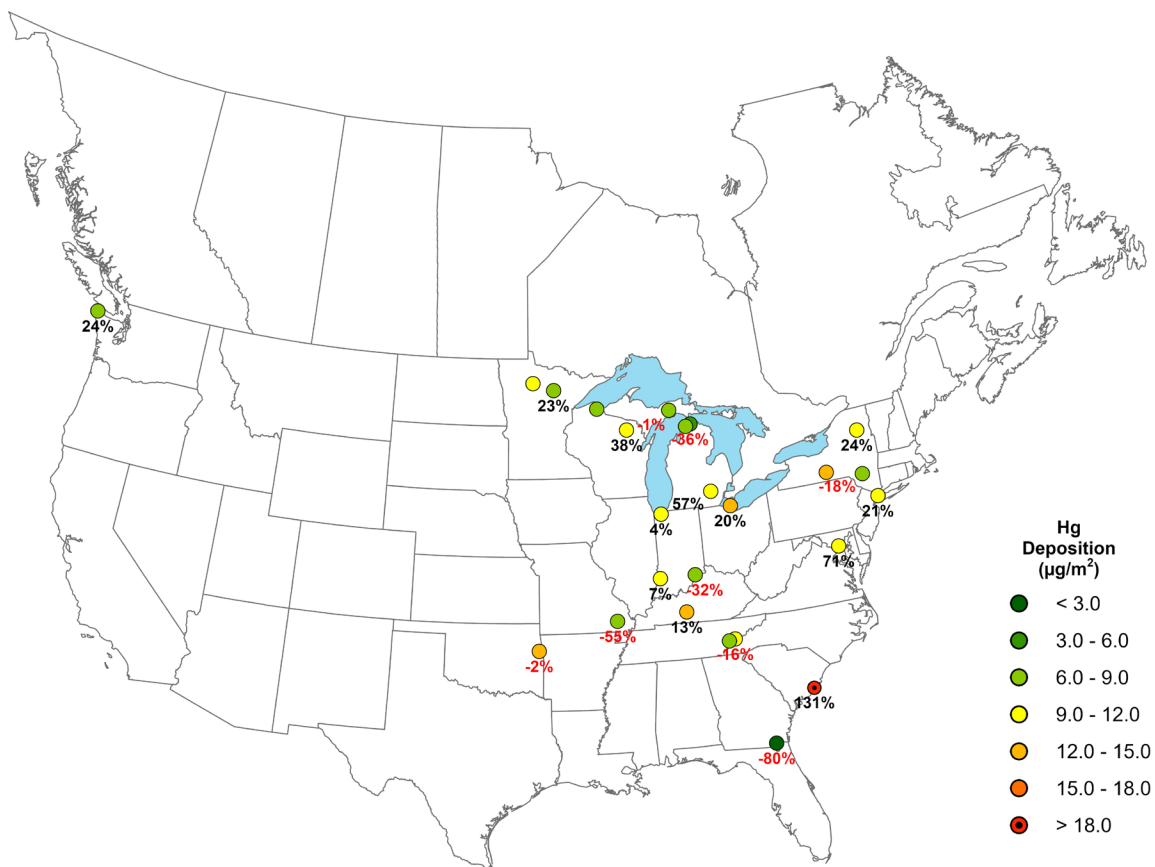 24%
23%
-1%
38%
-36%
24%
-18%
57%
20%
4%
21%
71%
7%
-32%
13%
-55%
-16%
-2%
131%
-80%
Hg
Deposition
(µg/m²)
< 3.0
3.0 - 6.0
6.0 - 9.0
9.0 - 12.0
12.0 - 15.0
15.0 - 18.0
> 18.0